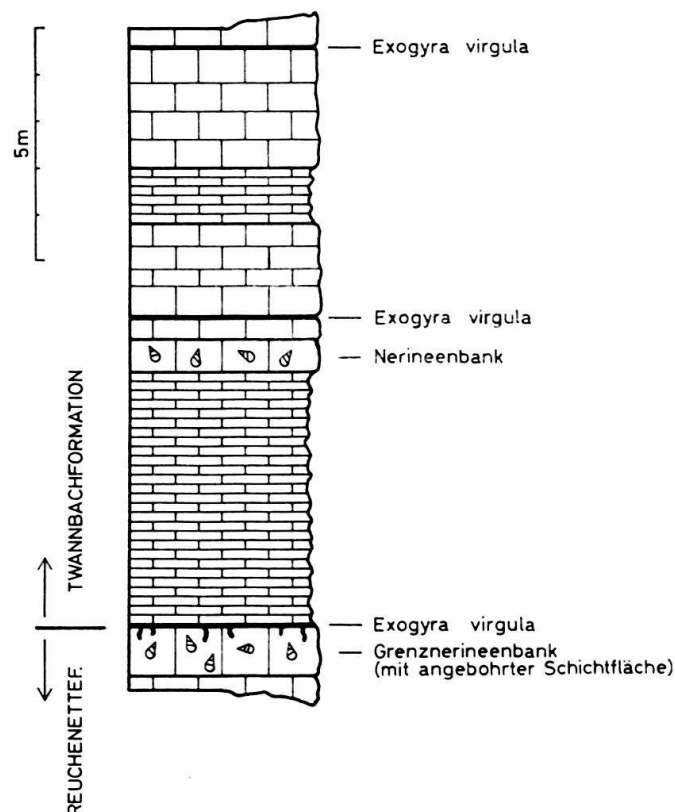 Exogyra virgula
5m
Exogyra virgula
Nerineenbank
TWANNBACHFORMATION
Exogyra virgula
Grenznerineenbank
(mit angebohrter Schichtfläche)
REUCHENETTEF.